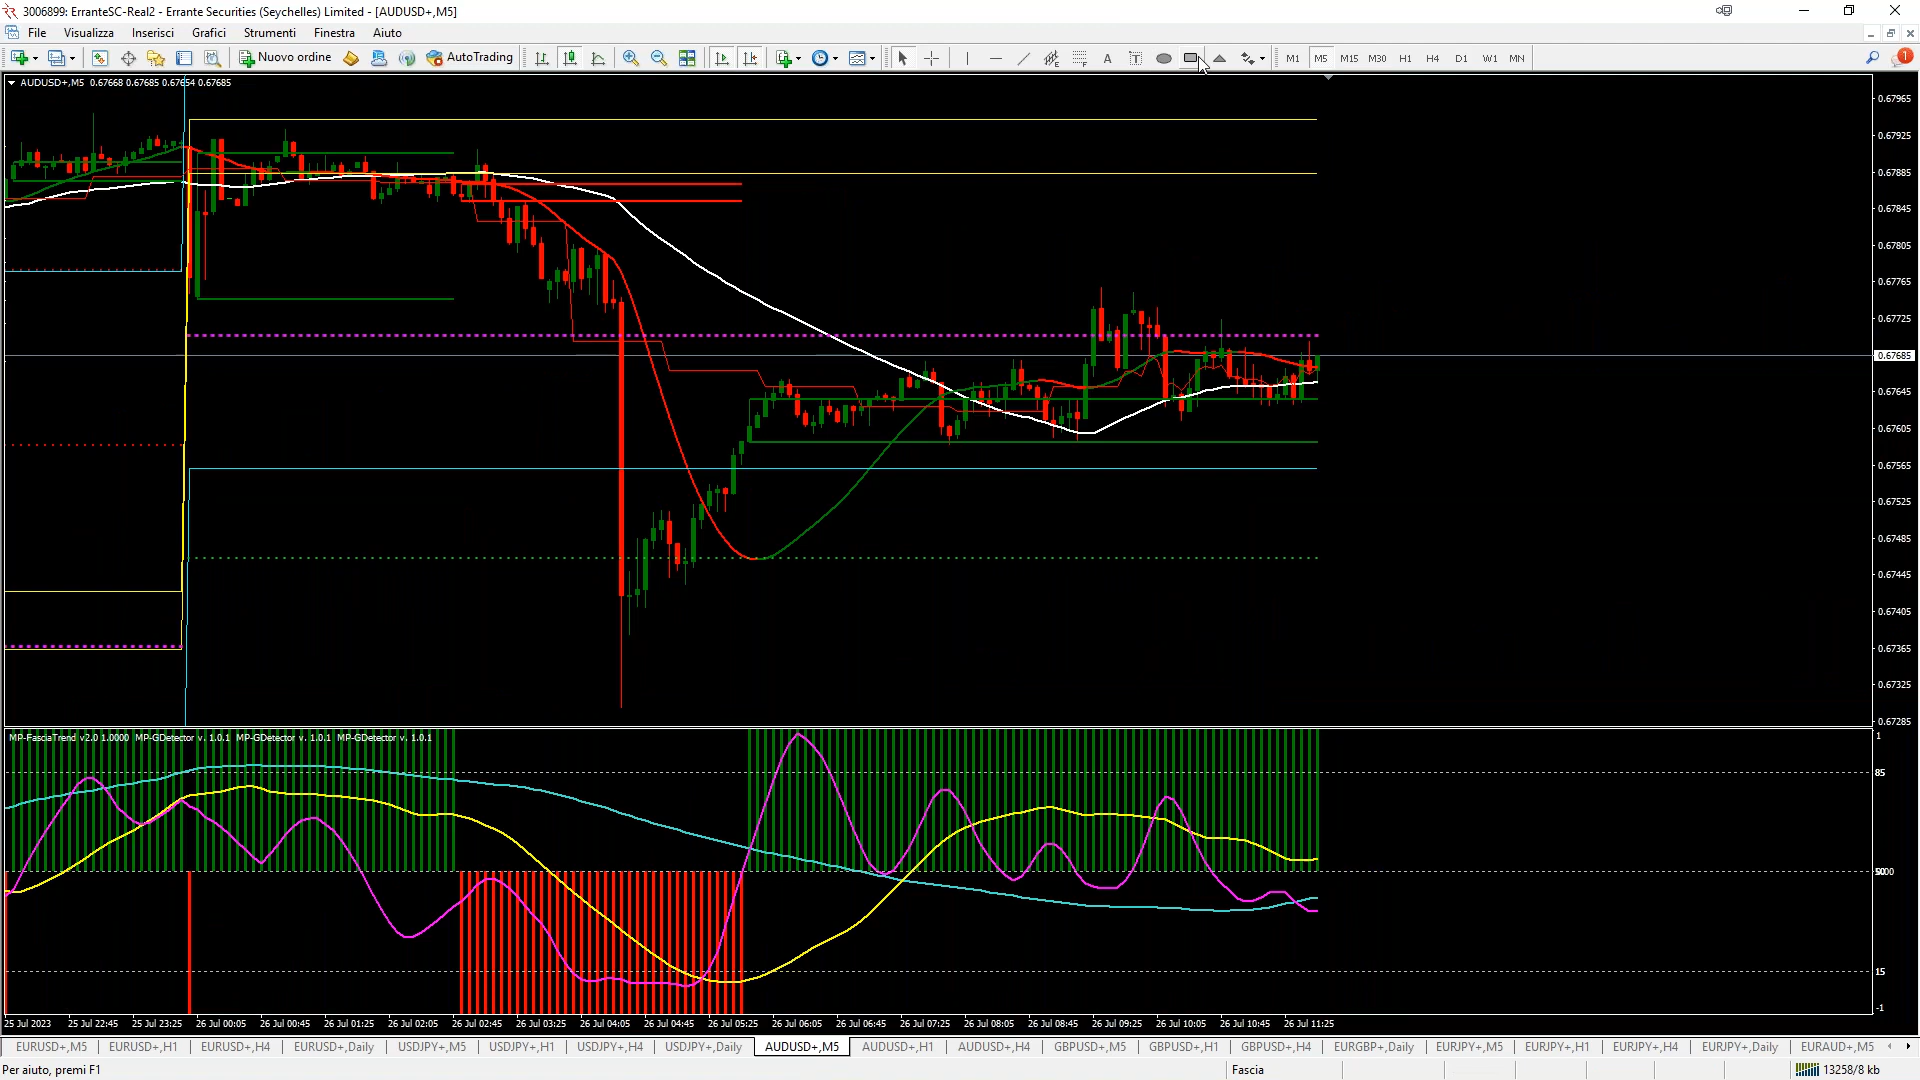 3006899: ErranteSC-Real2 - Errante Securities (Seychelles) Limited - [AUDUSD+,M5]
File Visualizza Inserisci Grafici Strumenti Finestra Aiuto
Nuovo ordine AutoTrading A T M1 M5 M15 M30 H1 H4 D1 W1 MN 1
AUDUSD+,M5 0.67668 0.67685 0.67654 0.67685
0.67965
0.67925
0.67885
0.67845
0.67805
0.67765
0.67725
0.67685
0.67645
0.67605
0.67565
0.67525
0.67485
0.67445
0.67405
0.67365
0.67325
0.67285
MP-FasciaTrend v2.0 1.0000 MP-GDetector v. 1.0.1 MP-GDetector v. 1.0.1 MP-GDetector v. 1.0.1
1
85
15
-1
25 Jul 2023 25 Jul 22:45 25 Jul 23:25 26 Jul 00:05 26 Jul 00:45 26 Jul 01:25 26 Jul 02:05 26 Jul 02:45 26 Jul 03:25 26 Jul 04:05 26 Jul 04:45 26 Jul 05:25 26 Jul 06:05 26 Jul 06:45 26 Jul 07:25 26 Jul 08:05 26 Jul 08:45 26 Jul 09:25 26 Jul 10:05 26 Jul 10:45 26 Jul 11:25
EURUSD+,M5 EURUSD+,H1 EURUSD+,H4 EURUSD+,Daily USDJPY+,M5 USDJPY+,H1 USDJPY+,H4 USDJPY+,Daily AUDUSD+,M5 AUDUSD+,H1 AUDUSD+,H4 GBPUSD+,M5 GBPUSD+,H1 GBPUSD+,H4 EURGBP+,Daily EURJPY+,M5 EURJPY+,H1 EURJPY+,H4 EURJPY+,Daily EURAUD+,M5
Per aiuto, premi F1 Fascia 13258/8 kb